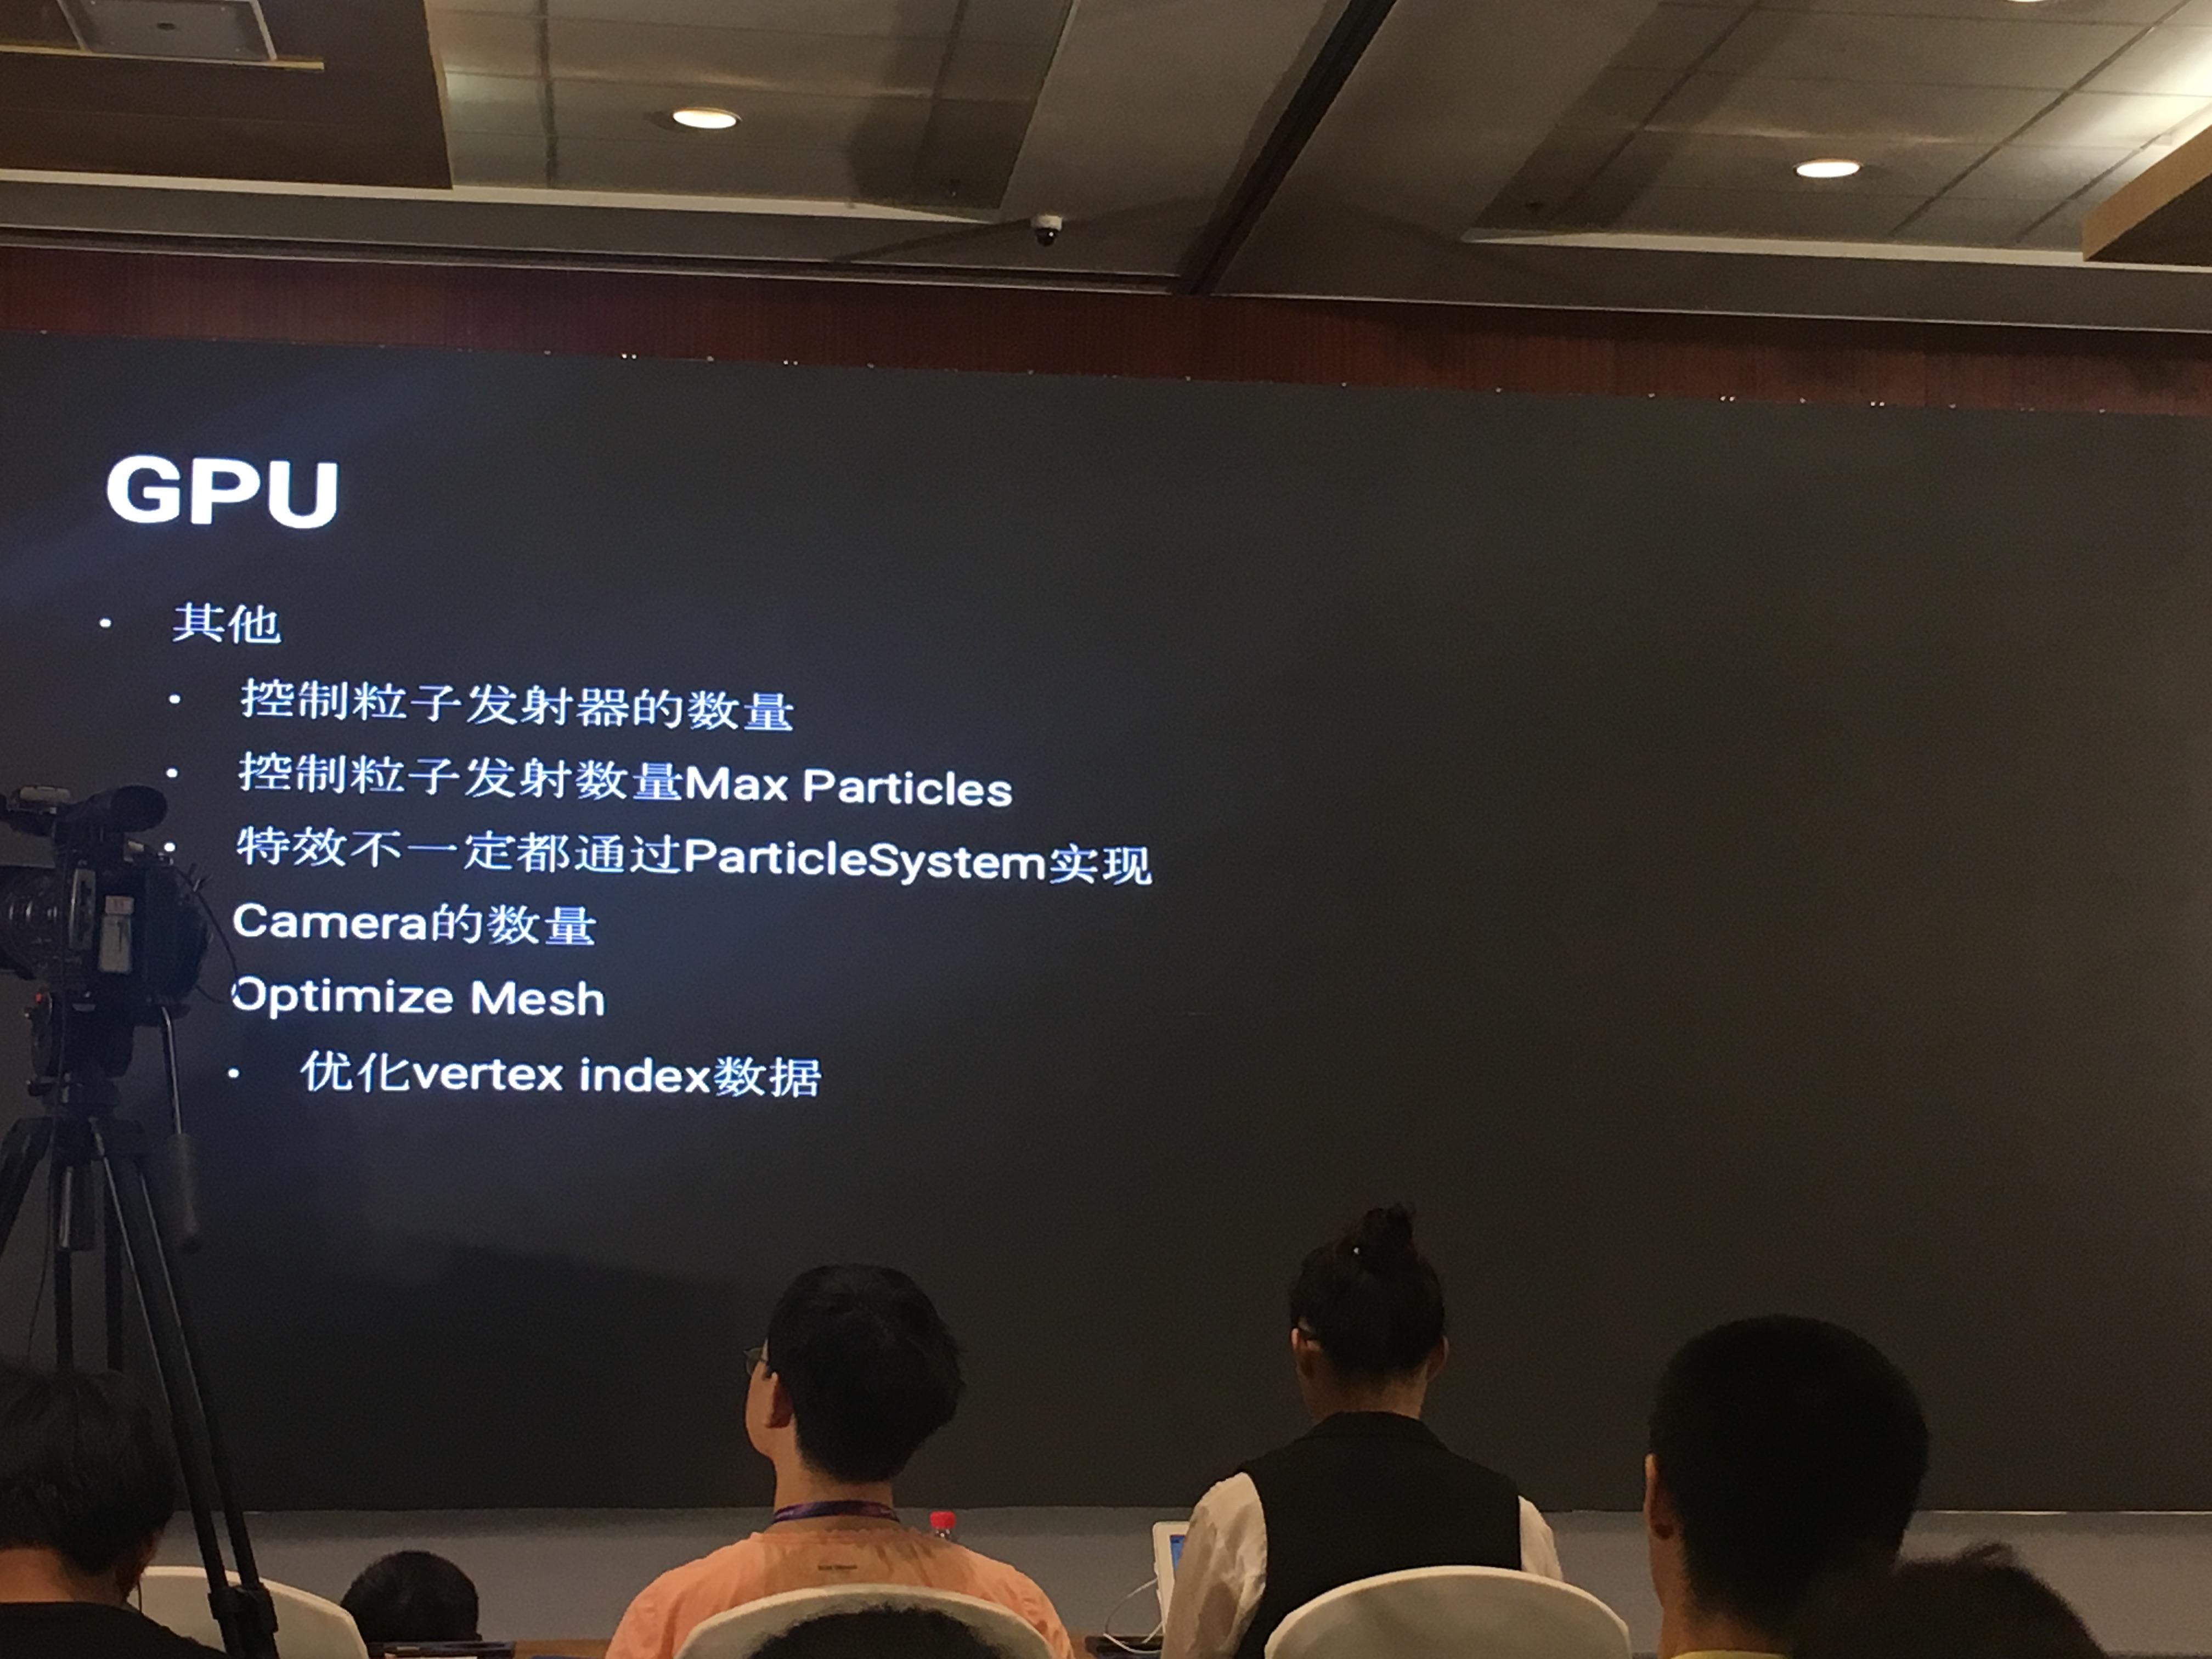 GPU
• 其他
• 控制粒子发射器的数量
• 控制粒子发射数量Max Particles
• 特效不一定都通过ParticleSystem实现
Camera的数量
Optimize Mesh
• 优化vertex index数据